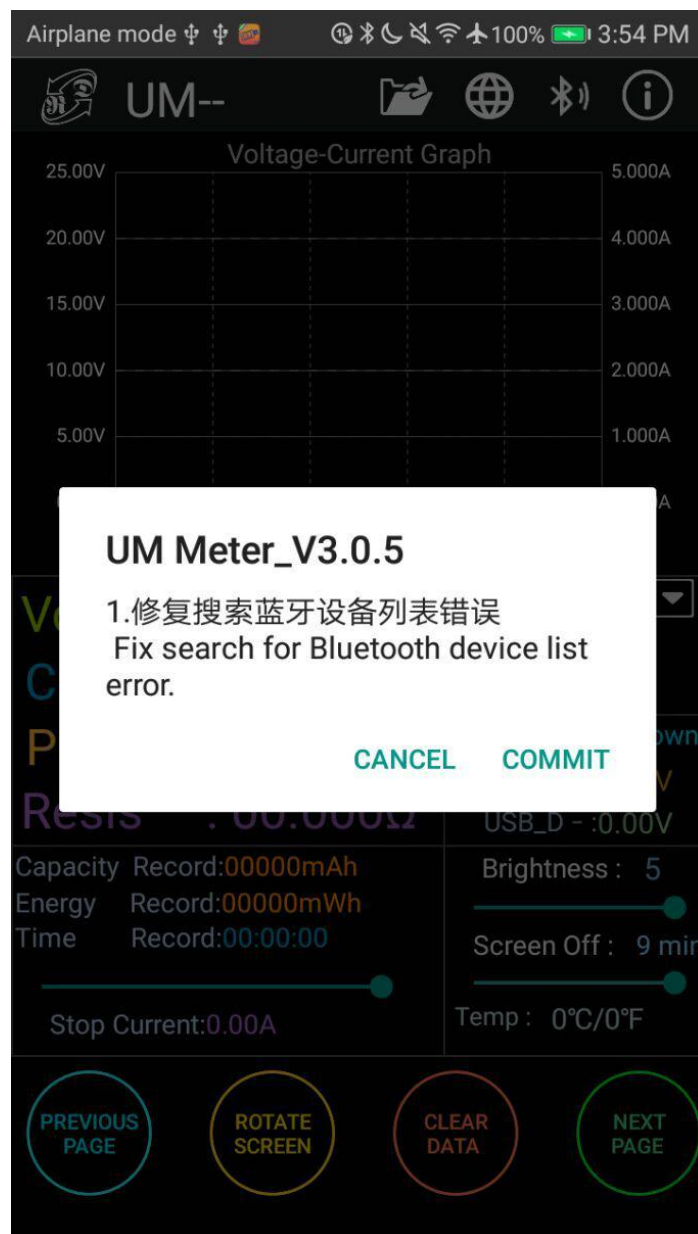 Airplane mode 100% 3:54 PM
UM--
Voltage-Current Graph
25.00V 5.000A
20.00V 4.000A
15.00V 3.000A
10.00V 2.000A
5.00V 1.000A
A
UM Meter_V3.0.5
1.修复搜索蓝牙设备列表错误
Fix search for Bluetooth device list
error.
CANCEL COMMIT
V
C
P own
V
Resis : 00.000Ω USB_D - :0.00V
Capacity Record:00000mAh Brightness : 5
Energy Record:00000mWh
Time Record:00:00:00 Screen Off : 9 min
Stop Current:0.00A Temp : 0℃/0℉
PREVIOUS
PAGE
ROTATE
SCREEN
CLEAR
DATA
NEXT
PAGE